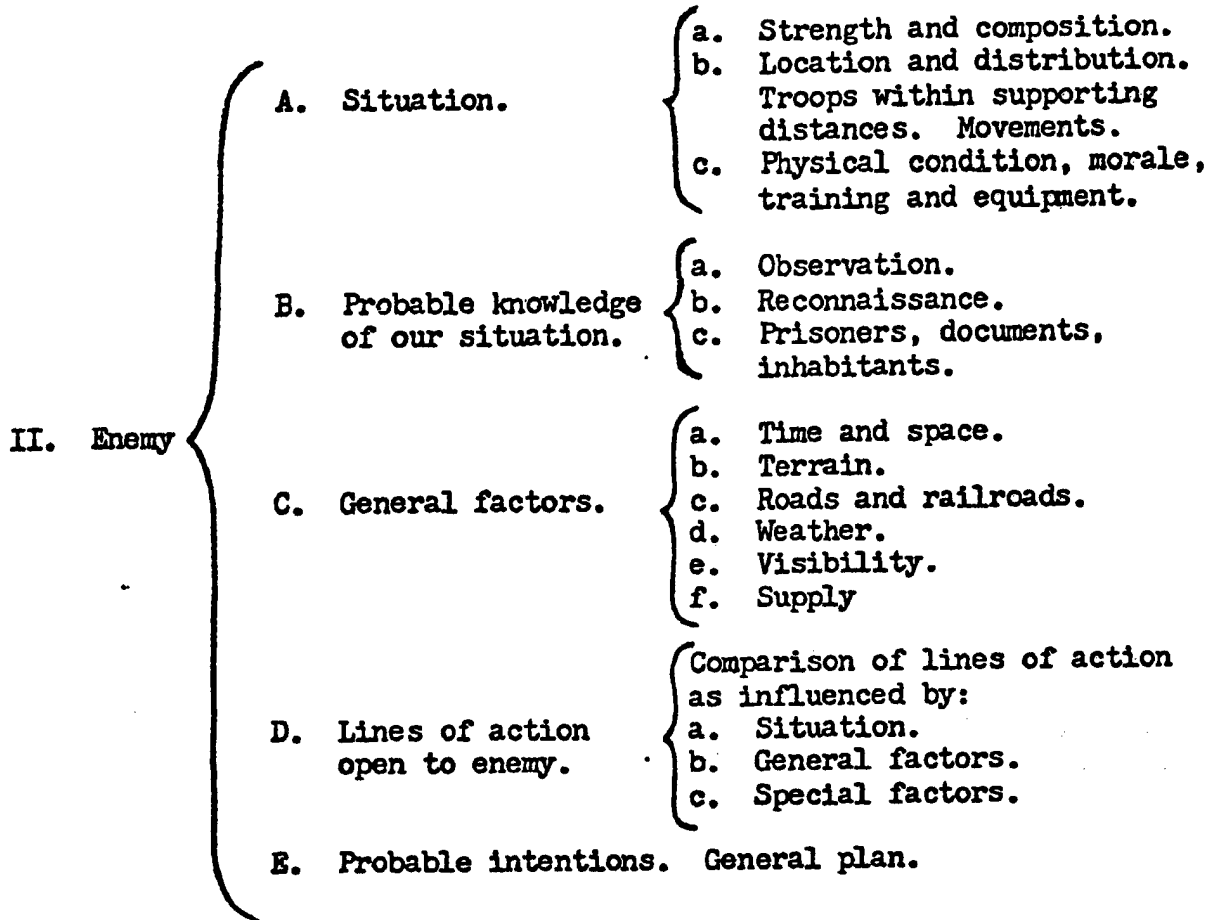 a. Strength and composition.
b. Location and distribution.
A. Situation.
Troops within supporting
distances. Movements.
c. Physical condition, morale,
training and equipment.
a. Observation.
B. Probable knowledge
of our situation.
b. Reconnaissance.
c. Prisoners, documents,
inhabitants.
II. Enemy
a. Time and space.
b. Terrain.
C. General factors.
c. Roads and railroads.
d. Weather.
e. Visibility.
f. Supply
Comparison of lines of action
as influenced by:
D. Lines of action
open to enemy.
a. Situation.
b. General factors.
c. Special factors.
E. Probable intentions. General plan.